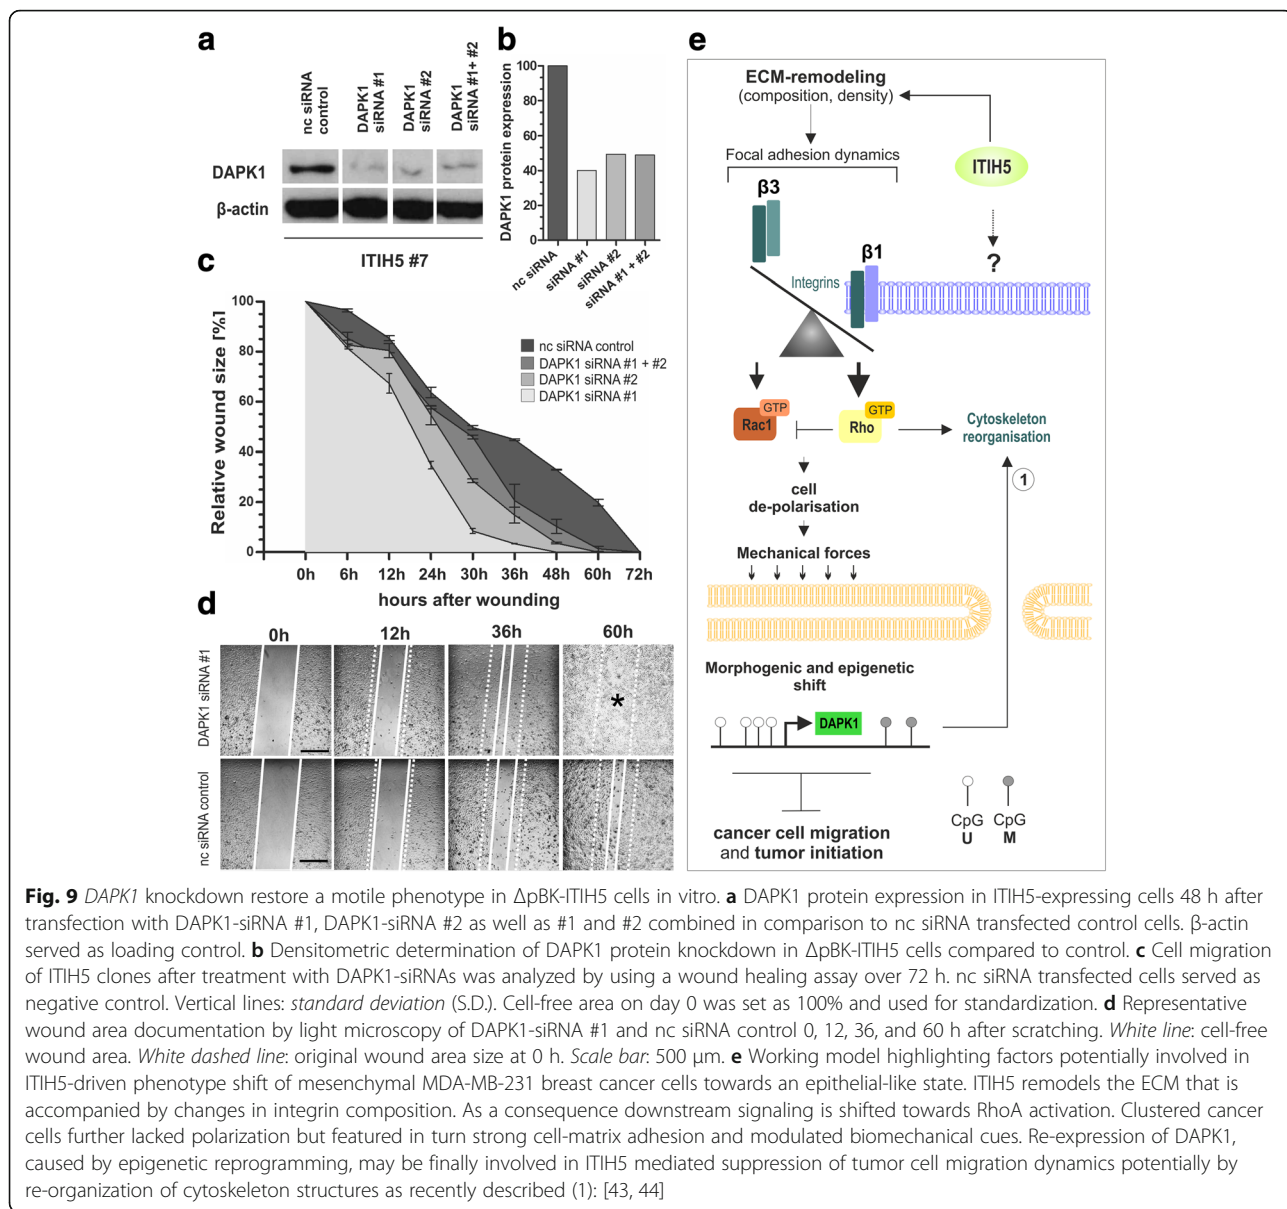 a
nc siRNA
control
DAPK1
siRNA #1
DAPK1
siRNA #2
DAPK1
siRNA #1+ #2
DAPK1
β-actin
ITIH5 #7
b
DAPK1 protein expression
100
80
60
40
20
0
nc siRNA
siRNA #1
siRNA #2
siRNA #1 + #2
c
Relative wound size [%]
100
80
60
40
20
0
0h 6h 12h 24h 30h 36h 48h 60h 72h
hours after wounding
nc siRNA control
DAPK1 siRNA #1 + #2
DAPK1 siRNA #2
DAPK1 siRNA #1
d
0h 12h 36h 60h
DAPK1 siRNA #1
*
nc siRNA control
e
ECM-remodeling
(composition, density)
Focal adhesion dynamics
ITIH5
β3
β1
?
Integrins
GTP
Rac1
GTP
Rho
Cytoskeleton
reorganisation
1
cell
de-polarisation
Mechanical forces
Morphogenic and epigenetic
shift
DAPK1
CpG CpG
U M
cancer cell migration
and tumor initiation
Fig. 9 DAPK1 knockdown restore a motile phenotype in ΔpBK-ITIH5 cells in vitro. a DAPK1 protein expression in ITIH5-expressing cells 48 h after
transfection with DAPK1-siRNA #1, DAPK1-siRNA #2 as well as #1 and #2 combined in comparison to nc siRNA transfected control cells. β-actin
served as loading control. b Densitometric determination of DAPK1 protein knockdown in ΔpBK-ITIH5 cells compared to control. c Cell migration
of ITIH5 clones after treatment with DAPK1-siRNAs was analyzed by using a wound healing assay over 72 h. nc siRNA transfected cells served as
negative control. Vertical lines: standard deviation (S.D.). Cell-free area on day 0 was set as 100% and used for standardization. d Representative
wound area documentation by light microscopy of DAPK1-siRNA #1 and nc siRNA control 0, 12, 36, and 60 h after scratching. White line: cell-free
wound area. White dashed line: original wound area size at 0 h. Scale bar: 500 μm. e Working model highlighting factors potentially involved in
ITIH5-driven phenotype shift of mesenchymal MDA-MB-231 breast cancer cells towards an epithelial-like state. ITIH5 remodels the ECM that is
accompanied by changes in integrin composition. As a consequence downstream signaling is shifted towards RhoA activation. Clustered cancer
cells further lacked polarization but featured in turn strong cell-matrix adhesion and modulated biomechanical cues. Re-expression of DAPK1,
caused by epigenetic reprogramming, may be finally involved in ITIH5 mediated suppression of tumor cell migration dynamics potentially by
re-organization of cytoskeleton structures as recently described (1): [43, 44]